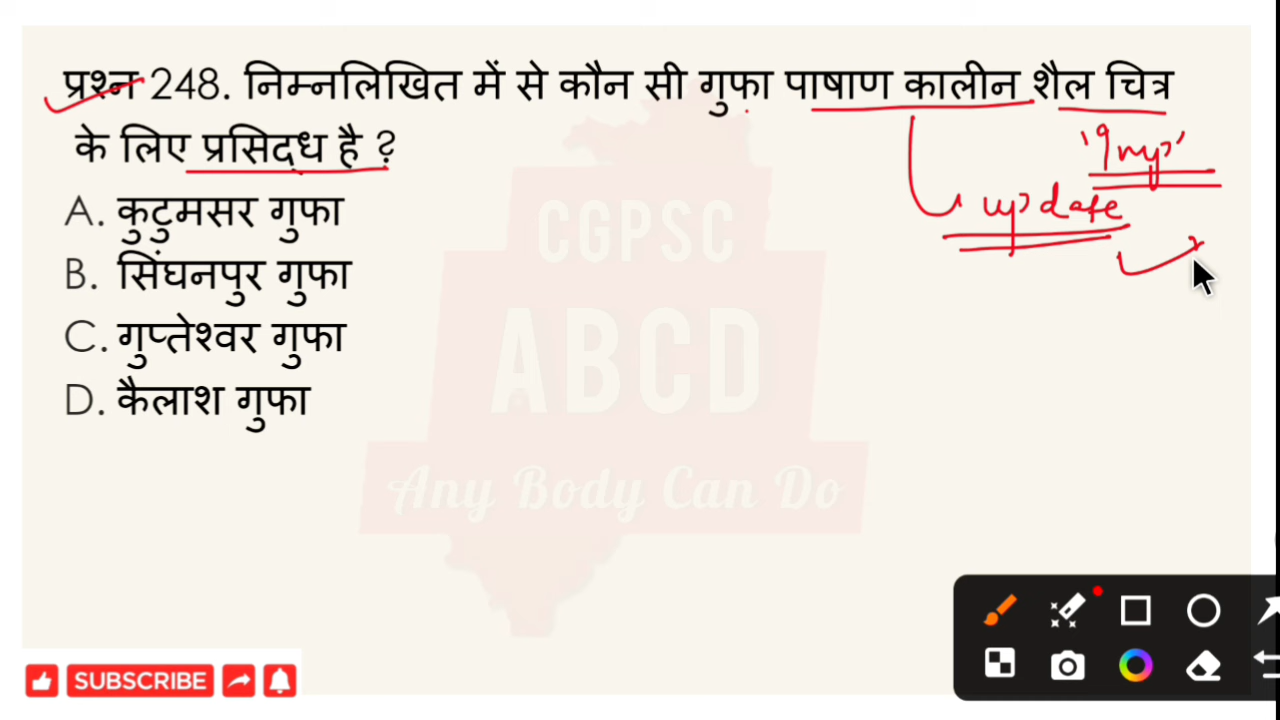 प्रश्न 248. निम्नलिखित में से कौन सी गुफा पाषाण कालीन शैल चित्र
के लिए प्रसिद्ध है ?
'Imp'
update
A. कुटुमसर गुफा
B. सिंघनपुर गुफा
C. गुप्तेश्वर गुफा
D. कैलाश गुफा
CGPSC
ABCD
Any Body Can Do
SUBSCRIBE